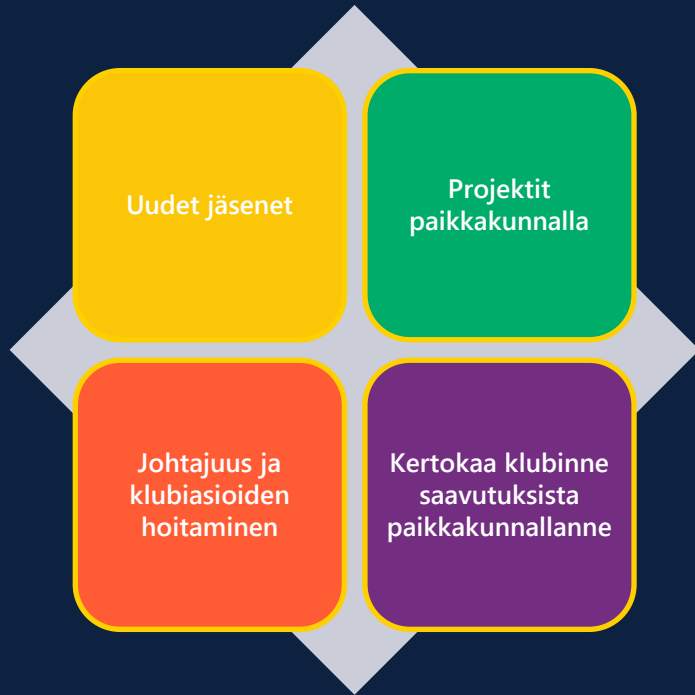 Uudet jäsenet
Projektit
paikkakunnalla
Johtajuus ja
klubiasioiden
hoitaminen
Kertokaa klubinne
saavutuksista
paikkakunnallanne